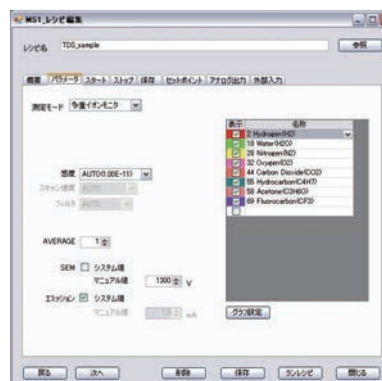 MS1_レシピ編集
レシピ名 TDS_sample 参照
概要 パラメータ スタート ストップ 保存 セットポイント アナログ出力 外部入力
測定モード 多重イオンモニタ
表示 名称
2 Hydrogen(H2)
18 Water(H2O)
28 Nitrogen(N2)
32 Oxygen(O2)
44 Carbon Dioxide(CO2)
55 Hydrocarbon(C4H7)
58 Acetone(C3H6O)
69 Fluorocarbon(CF3)
感度 AUTO(1.00E-11)
スキャン速度 AUTO
フィルタ AUTO
AVERAGE 1
SEM システム値
マニュアル値 1300 V
エミッション システム値
マニュアル値 mA
グラフ設定
戻る 次へ 削除 保存 ランレシピ 閉じる